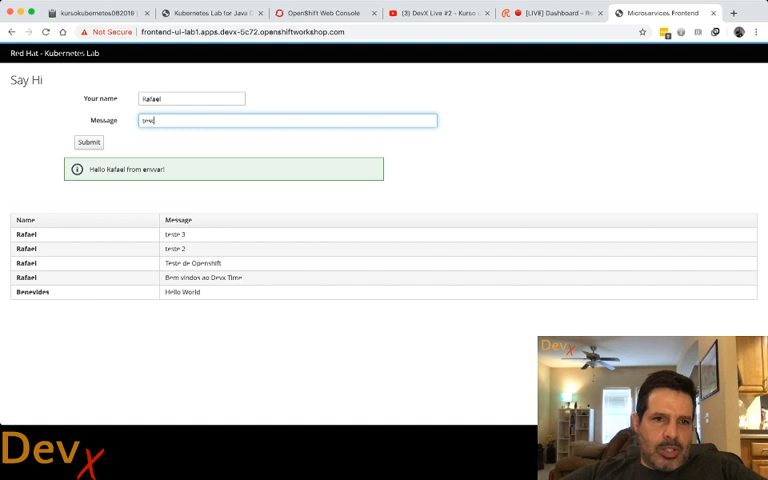 kursokubernetes082019
Kubernetes Lab for Java
OpenShift Web Console
(3) DevX Live #2 - Kurso
[LIVE] Dashboard - R
Microservices Frontend
Not Secure
frontend-ui-lab1.apps.devx-5c72.openshiftworkshop.com
Red Hat - Kubernetes Lab
Say Hi
Your name
Rafael
Message
Submit
Hello Rafael from envvar!
Name Message
Rafael teste 3
Rafael teste 2
Rafael Teste de Openshift
Rafael Bem vindos ao Devx Time
Benevides Hello World
Dev x
Dev x